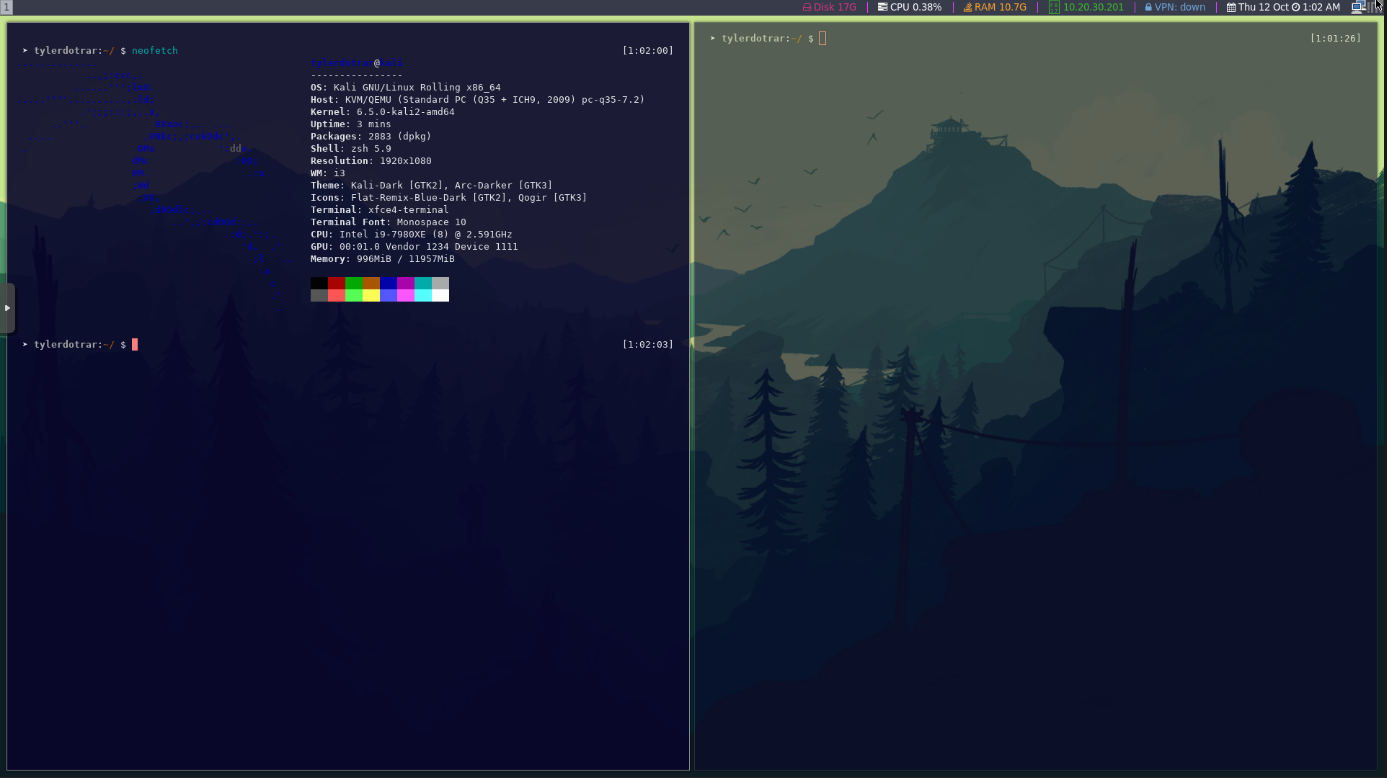 1
Disk 17G | CPU 0.38% | RAM 10.7G | 10.20.30.201 | VPN: down | Thu 12 Oct 1:02 AM
➤ tylerdotrar:~/ $ neofetch [1:02:00]
tylerdotrar@kali
----------------
OS: Kali GNU/Linux Rolling x86_64
Host: KVM/QEMU (Standard PC (Q35 + ICH9, 2009) pc-q35-7.2)
Kernel: 6.5.0-kali2-amd64
Uptime: 3 mins
Packages: 2883 (dpkg)
Shell: zsh 5.9
Resolution: 1920x1080
WM: i3
Theme: Kali-Dark [GTK2], Arc-Darker [GTK3]
Icons: Flat-Remix-Blue-Dark [GTK2], Qogir [GTK3]
Terminal: xfce4-terminal
Terminal Font: Monospace 10
CPU: Intel i9-7980XE (8) @ 2.591GHz
GPU: 00:01.0 Vendor 1234 Device 1111
Memory: 996MiB / 11957MiB
➤ tylerdotrar:~/ $ [1:02:03]
➤ tylerdotrar:~/ $ [1:01:26]